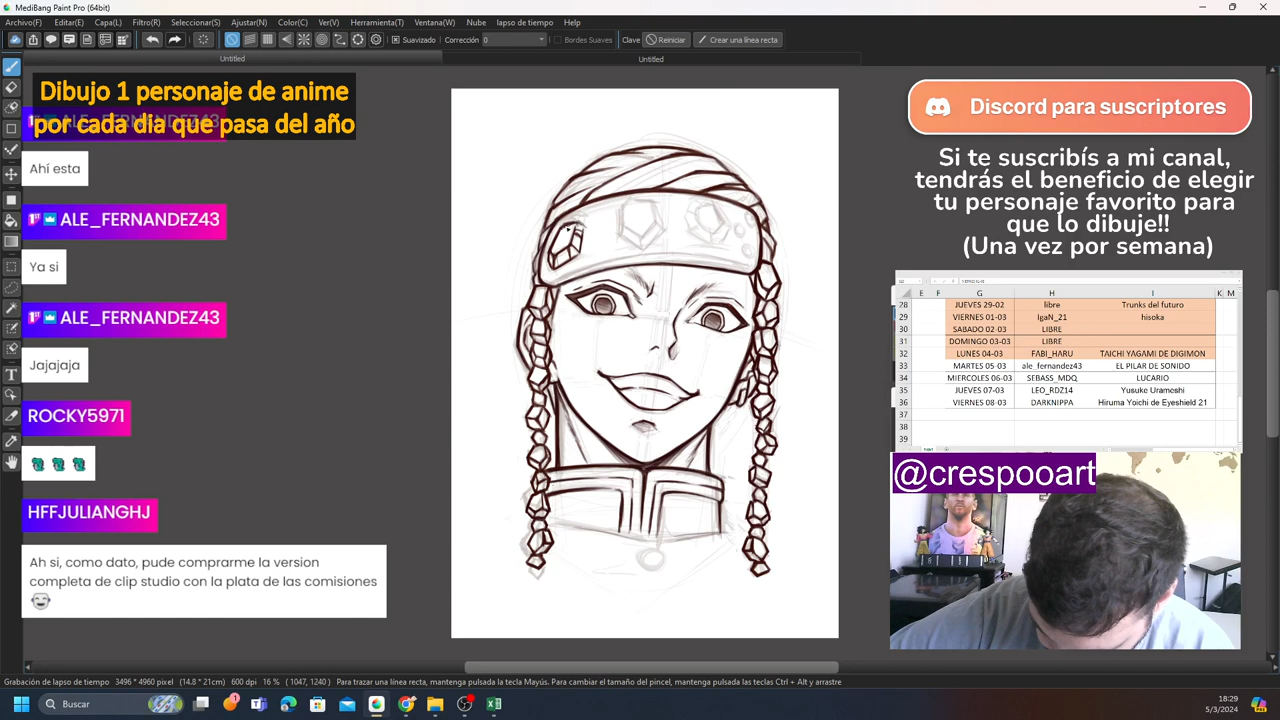 MediBang Paint Pro (64bit)
Archivo(F) Editar(E) Capa(L) Filtro(R) Seleccionar(S) Ajustar(N) Color(C) Ver(V) Herramienta(T) Ventana(W) Nube lapso de tiempo Help
Suavizado Corrección 0 Bordes Suaves Clave Reiniciar Crear una línea recta
Untitled Untitled
Dibujo 1 personaje de anime
por cada dia que pasa del año
Ahí esta
ALE_FERNANDEZ43
Ya si
ALE_FERNANDEZ43
Jajajaja
ROCKY5971
HFFJULIANGHJ
Ah si, como dato, pude comprarme la version
completa de clip studio con la plata de las comisiones
Discord para suscriptores
Si te suscribís a mi canal,
tendrás el beneficio de elegir
tu personaje favorito para
que lo dibuje!!
(Una vez por semana)
E F G H I K M
28 JUEVES 29-02 libre Trunks del futuro
29 VIERNES 01-03 IgaN_21 hisoka
30 SABADO 02-03 LIBRE
31 DOMINGO 03-03 LIBRE
32 LUNES 04-03 FABI_HARU TAICHI YAGAMI DE DIGIMON
33 MARTES 05-03 ale_fernandez43 EL PILAR DE SONIDO
34 MIERCOLES 06-03 SEBASS_MDQ LUCARIO
35 JUEVES 07-03 LEO_RDZ14 Yusuke Urameshi
36 VIERNES 08-03 DARKNIPPA Hiruma Yoichi de Eyeshield 21
37
38
39
@crespooart
Grabación de lapso de tiempo 3496 * 4960 pixel (14.8 * 21cm) 600 dpi 16 % ( 1047, 1240 ) Para trazar una línea recta, mantenga pulsada la tecla Mayús. Para cambiar el tamaño del pincel, mantenga pulsadas las teclas Ctrl + Alt y arrastre
Buscar
18:29
5/3/2024